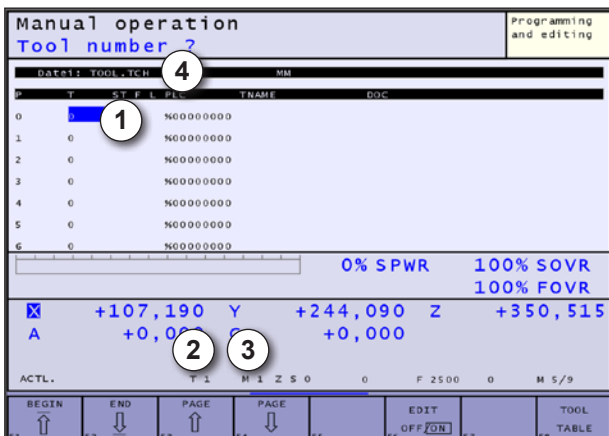 Manual operation
Tool number ?
Programming
and editing
Datei: TOOL.TCH MM
4
P T ST F L PLC TNAME DOC
1
0 0 %00000000
1 0 %00000000
2 0 %00000000
3 0 %00000000
4 0 %00000000
5 0 %00000000
6 0 %00000000
0% SPWR 100% SOVR
100% FOVR
X +107,190 Y +244,090 Z +350,515
A +0,000 C +0,000
2 3
ACTL. T 1 M 1 Z S 0 0 F 2500 0 M 5/9
BEGIN END PAGE PAGE EDIT TOOL
OFF/ON TABLE